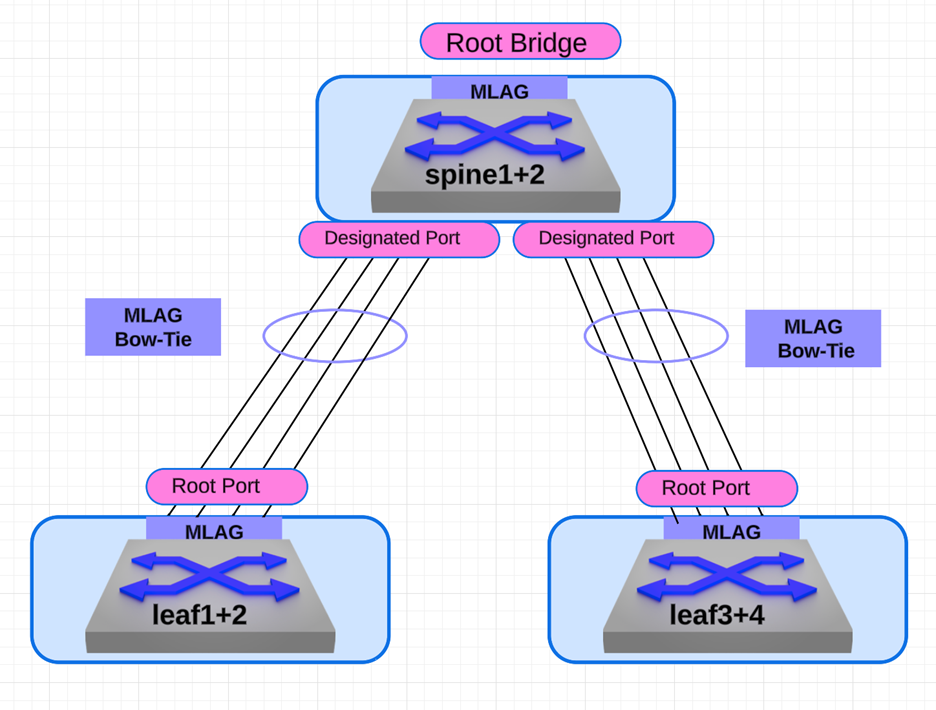 Root Bridge
MLAG
spine1+2
Designated Port
Designated Port
MLAG
Bow-Tie
MLAG
Bow-Tie
Root Port
Root Port
MLAG
leaf1+2
MLAG
leaf3+4